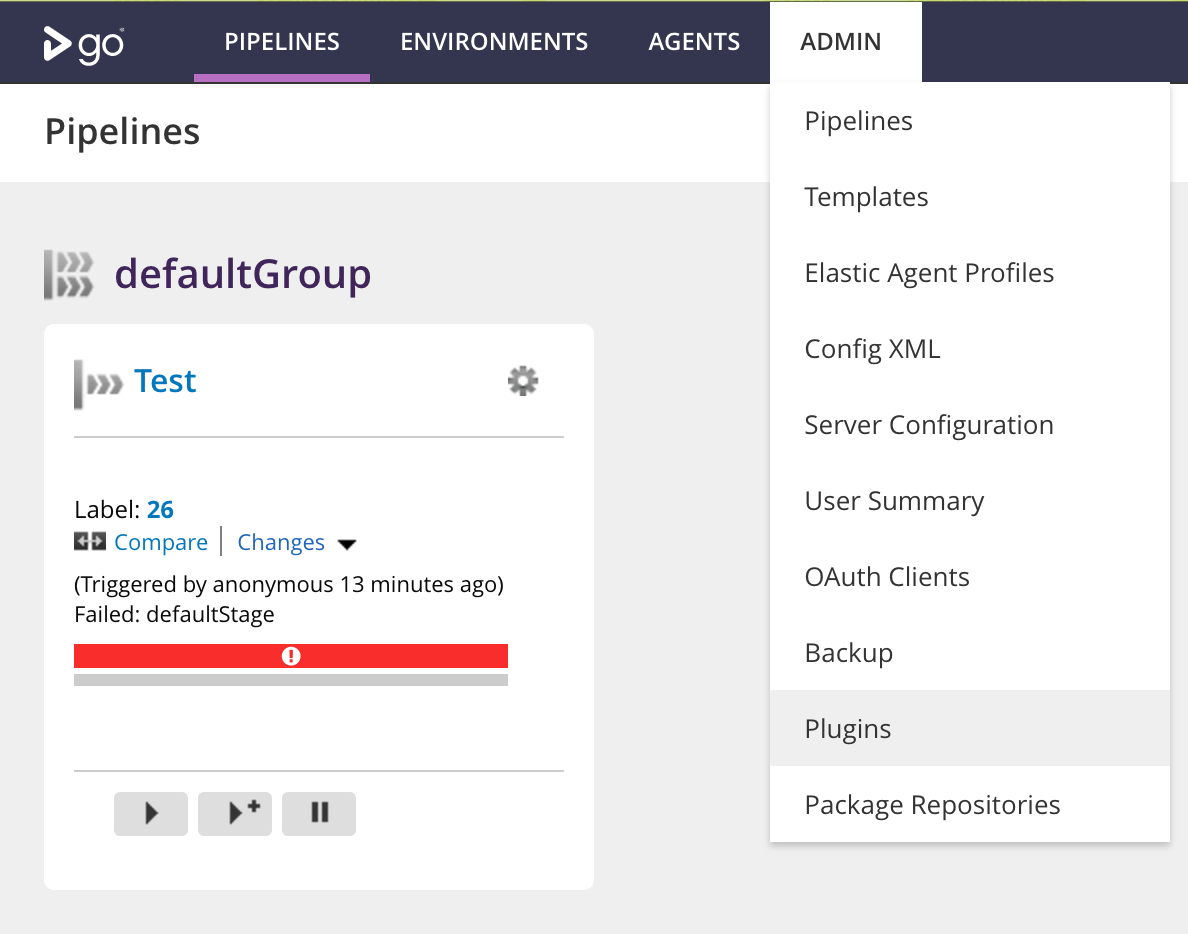 go
PIPELINES
ENVIRONMENTS
AGENTS
ADMIN
Pipelines
defaultGroup
Test
Label: 26
Compare
Changes
(Triggered by anonymous 13 minutes ago)
Failed: defaultStage
Pipelines
Templates
Elastic Agent Profiles
Config XML
Server Configuration
User Summary
OAuth Clients
Backup
Plugins
Package Repositories